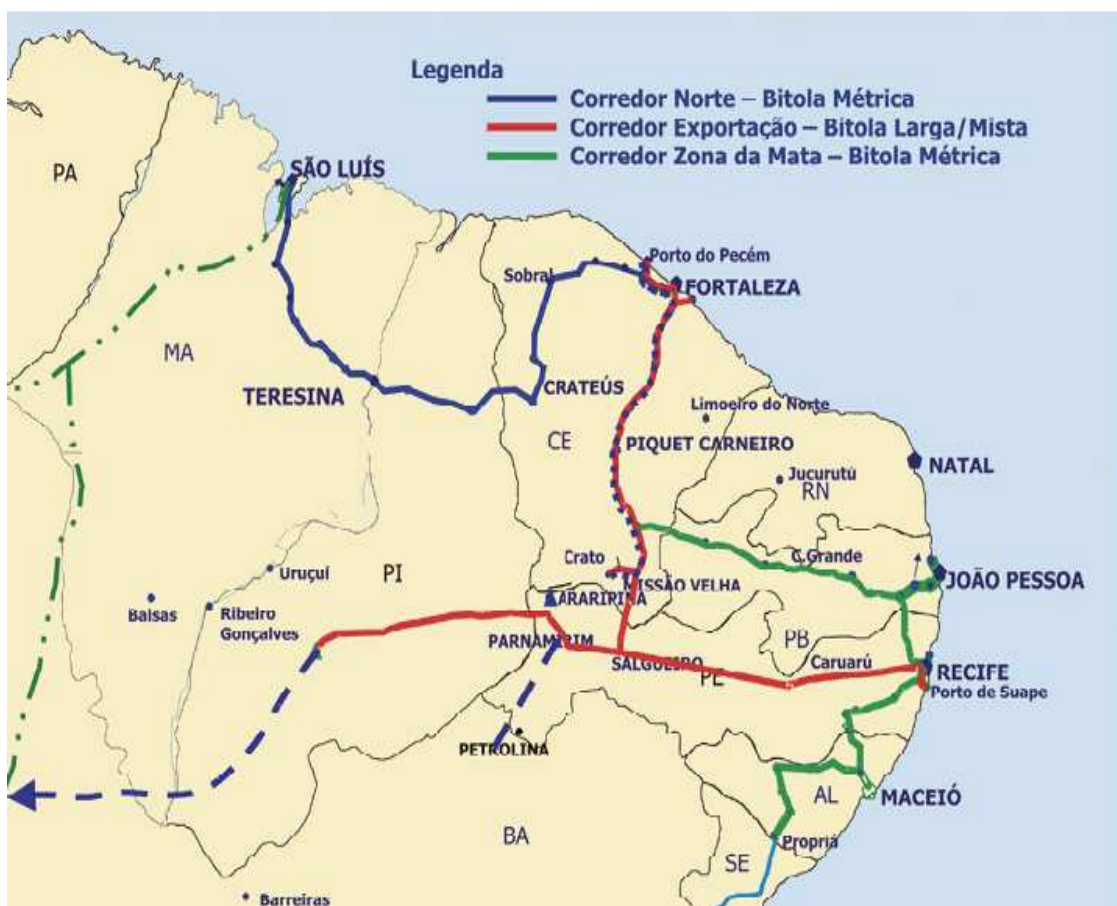 Legenda
Corredor Norte – Bitola Métrica
Corredor Exportação – Bitola Larga/Mista
Corredor Zona da Mata – Bitola Métrica
PA
SÃO LUÍS
Porto do Pecém
Sobral
FORTALEZA
MA
TERESINA
CRATEÚS
Limoeiro do Norte
CE
PIQUET CARNEIRO
NATAL
Jucurutú
RN
Crato
C.Grande
Uruçuí
PI
MISSÃO VELHA
JOÃO PESSOA
Balsas
ARARIPINA
Ribeiro
Gonçalves
PARNAMIRIM
PB
SALGUEIRO
Caruarú
RECIFE
PE
Porto de Suape
PETROLINA
AL
MACEIÓ
BA
Propriá
SE
Barreiras